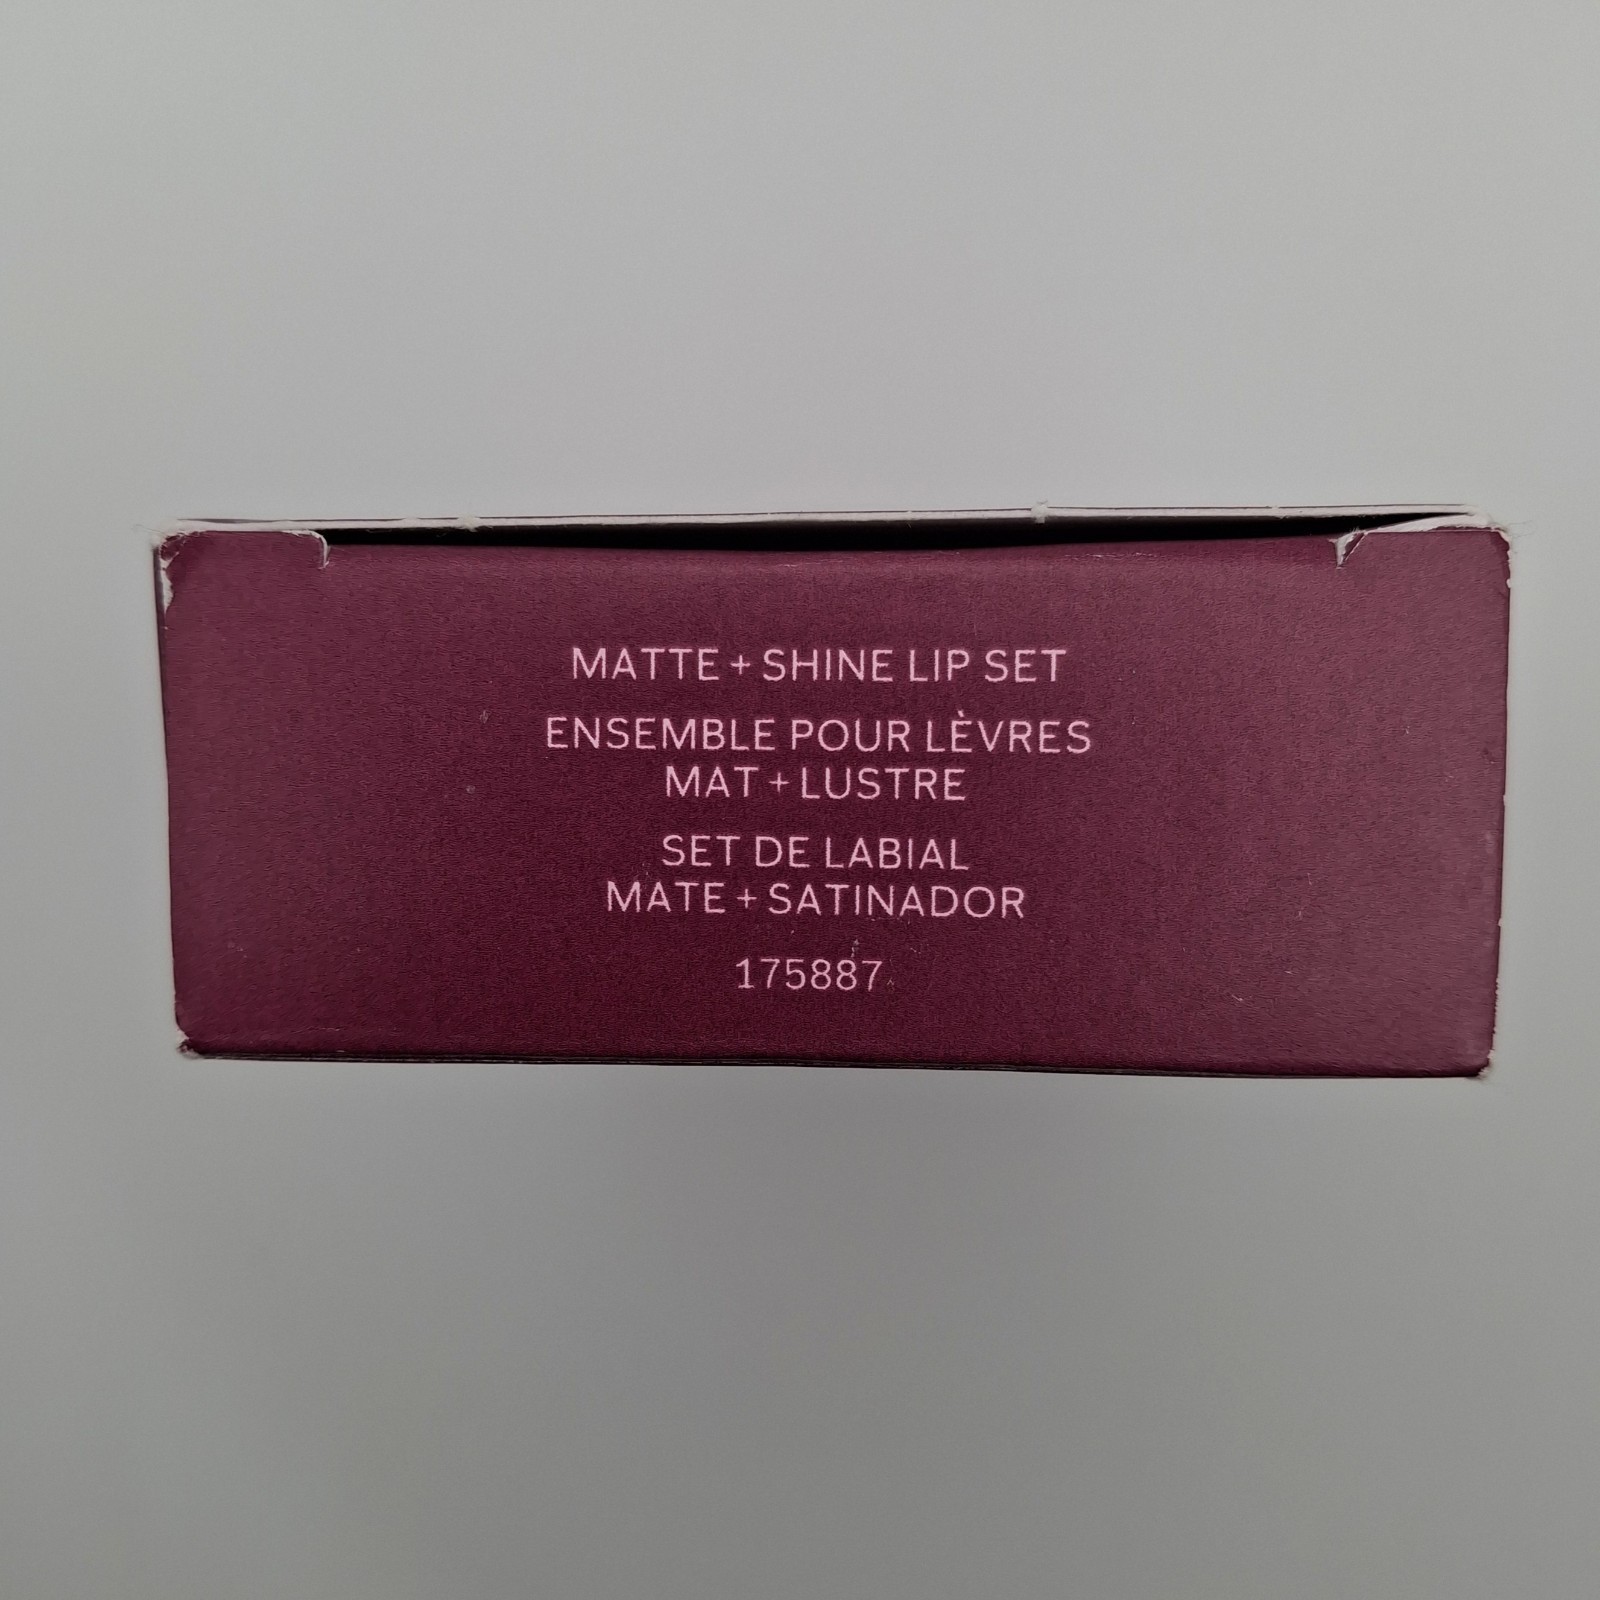 MATTE + SHINE LIP SET
ENSEMBLE POUR LÈVRES
MAT + LUSTRE
SET DE LABIAL
MATE + SATINADOR
175887